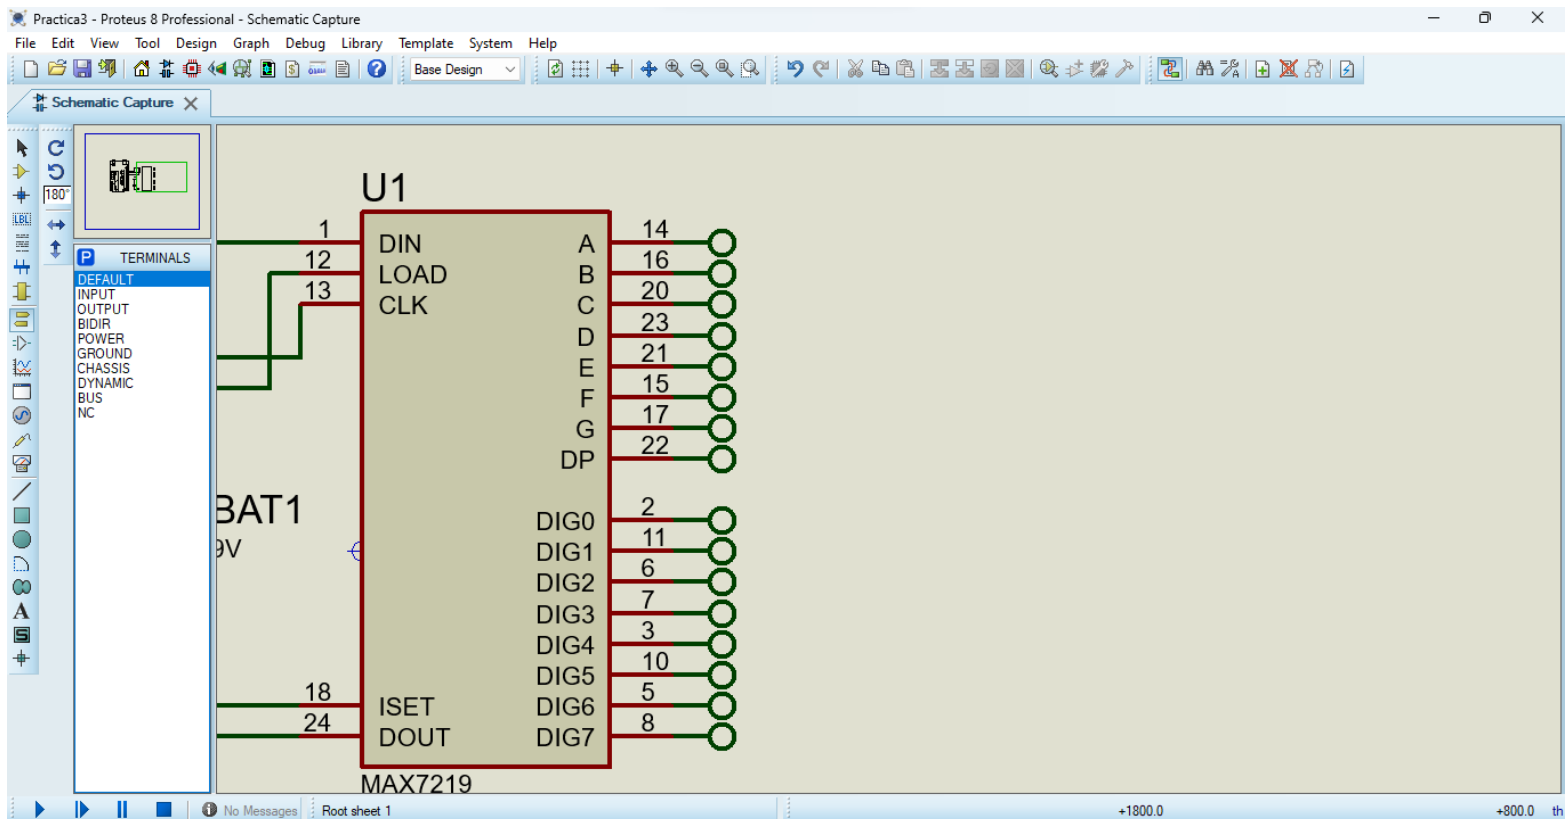 Practica3 - Proteus 8 Professional - Schematic Capture
File Edit View Tool Design Graph Debug Library Template System Help
Base Design
Schematic Capture
180°
LBL
P TERMINALS
DEFAULT
INPUT
OUTPUT
BIDIR
POWER
GROUND
CHASSIS
DYNAMIC
BUS
NC
A
S
U1
1 DIN A 14
12 LOAD B 16
13 CLK C 20
D 23
E 21
F 15
G 17
DP 22
BAT1
9V
DIG0 2
DIG1 11
DIG2 6
DIG3 7
DIG4 3
DIG5 10
18 ISET DIG6 5
24 DOUT DIG7 8
MAX7219
No Messages Root sheet 1 +1800.0 +800.0 th